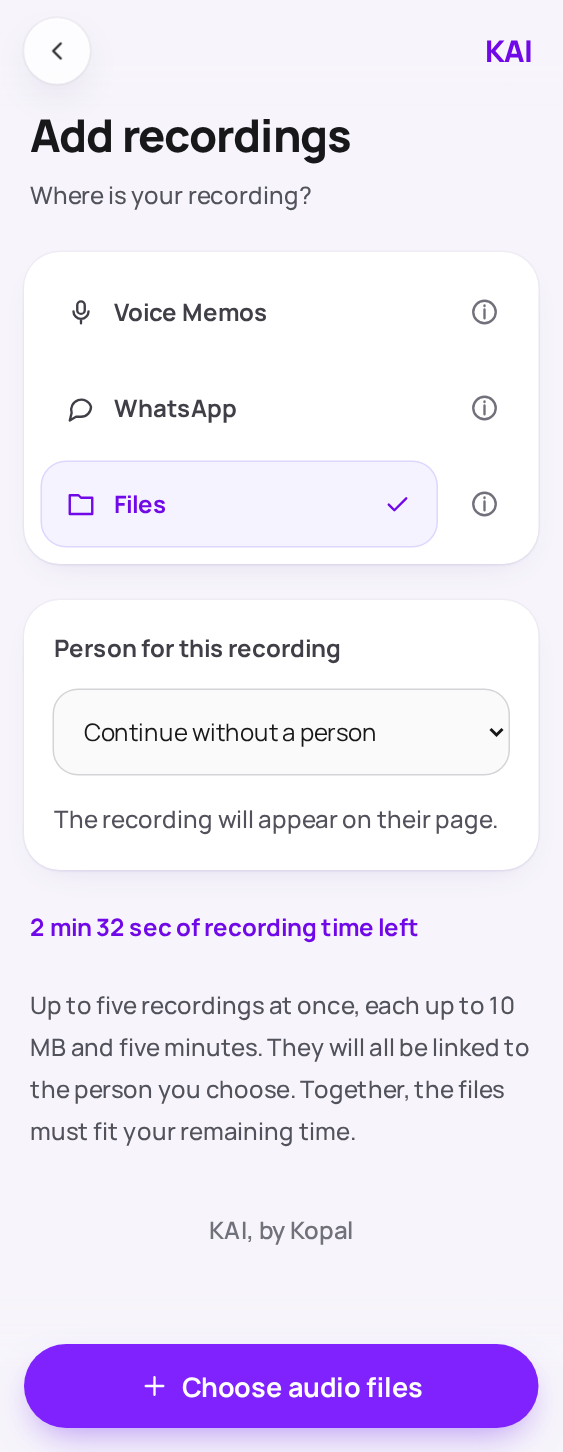 KAI
Add recordings
Where is your recording?
Voice Memos
WhatsApp
Files
Person for this recording
Continue without a person
The recording will appear on their page.
2 min 32 sec of recording time left
Up to five recordings at once, each up to 10
MB and five minutes. They will all be linked to
the person you choose. Together, the files
must fit your remaining time.
KAI, by Kopal
Choose audio files